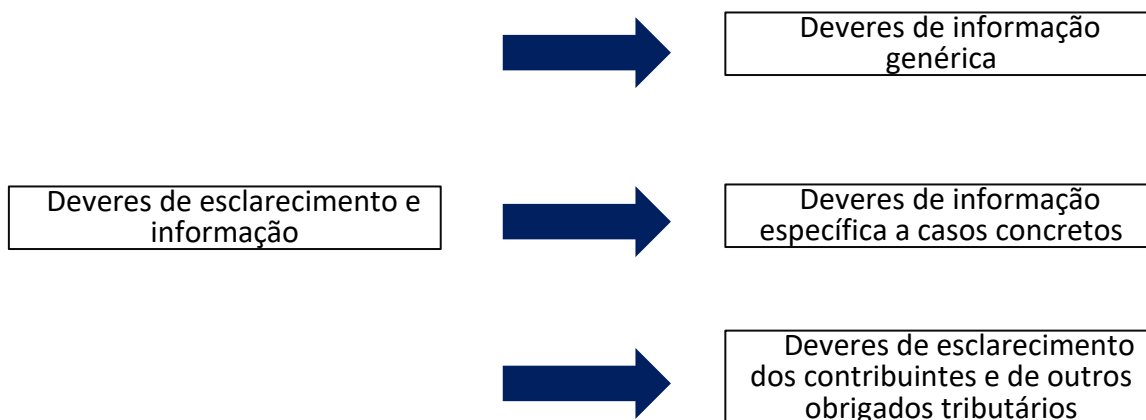 Deveres de informação
genérica
Deveres de esclarecimento e
informação
Deveres de informação
específica a casos concretos
Deveres de esclarecimento
dos contribuintes e de outros
obrigados tributários